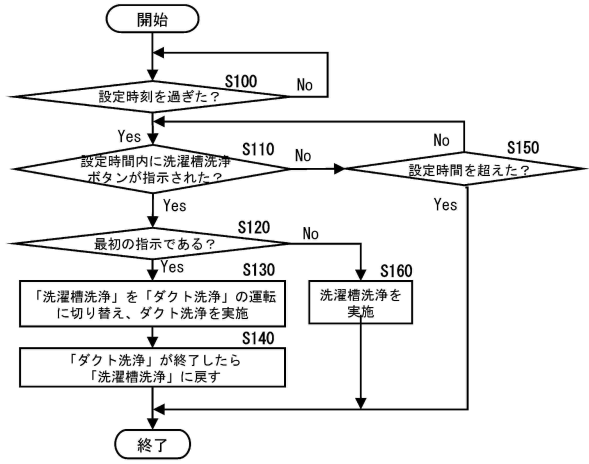 開始
S100
No
設定時刻を過ぎた？
Yes
S110
No
S150
設定時間内に洗濯槽洗浄
ボタンが指示された？
No
設定時間を超えた？
Yes
Yes
S120
最初の指示である？
No
Yes
S130
S160
「洗濯槽洗浄」を「ダクト洗浄」の運転
に切り替え、ダクト洗浄を実施
洗濯槽洗浄を
実施
S140
「ダクト洗浄」が終了したら
「洗濯槽洗浄」に戻す
終了